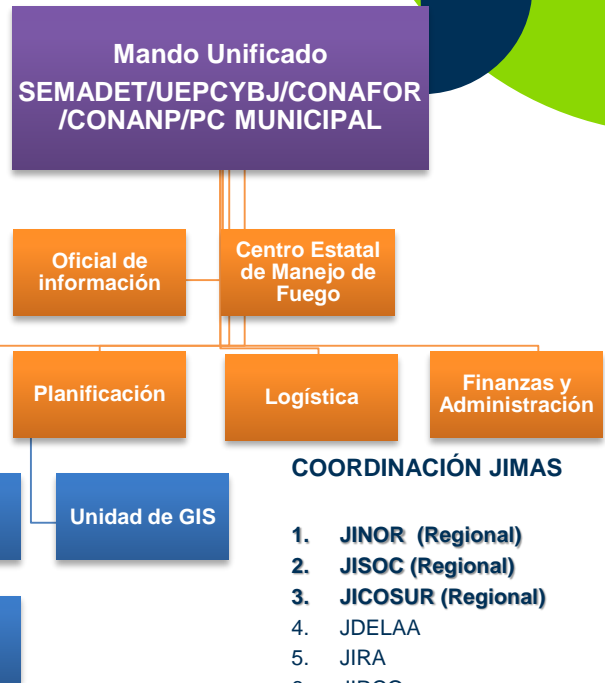 Mando Unificado
SEMADET/UEPCYBJ/CONAFOR
/CONANP/PC MUNICIPAL
Oficial de
información
Centro Estatal
de Manejo de
Fuego
Planificación
Logística
Finanzas y
Administración
Unidad de GIS
COORDINACIÓN JIMAS
1. JINOR (Regional)
2. JISOC (Regional)
3. JICOSUR (Regional)
4. JDELAA
5. JIRA